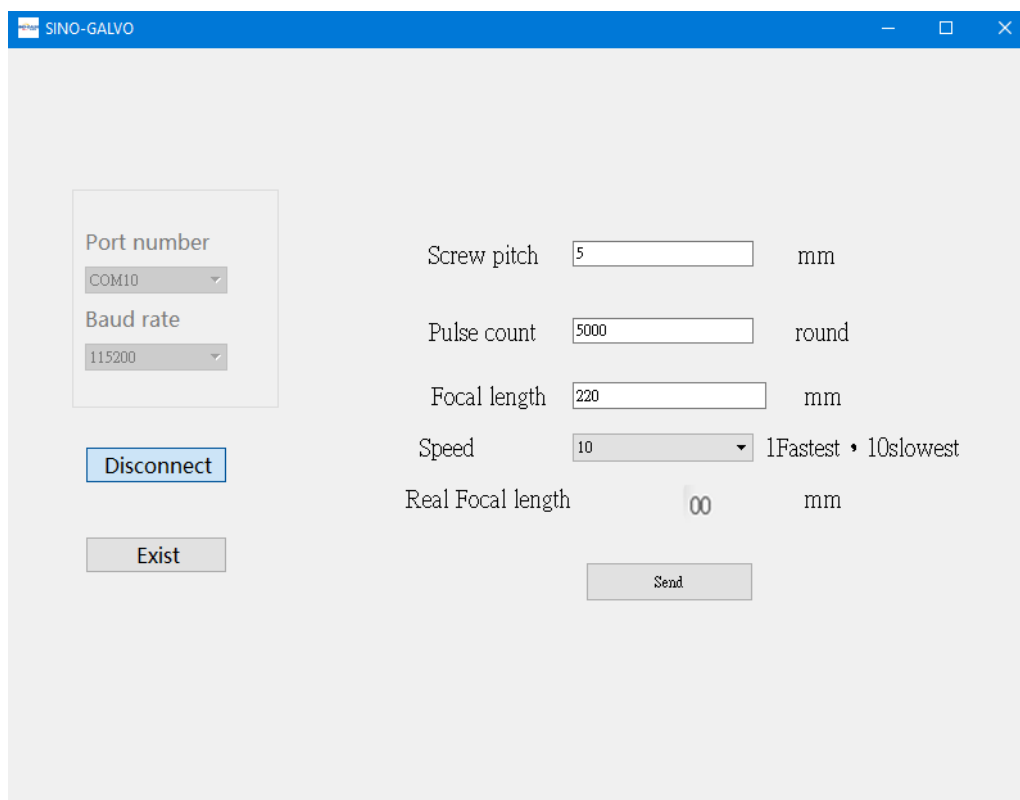 SINO-GALVO
Port number
COM10
Baud rate
115200
Disconnect
Exist
Screw pitch 5 mm
Pulse count 5000 round
Focal length 220 mm
Speed 10 1Fastest，10slowest
Real Focal length 00 mm
Send